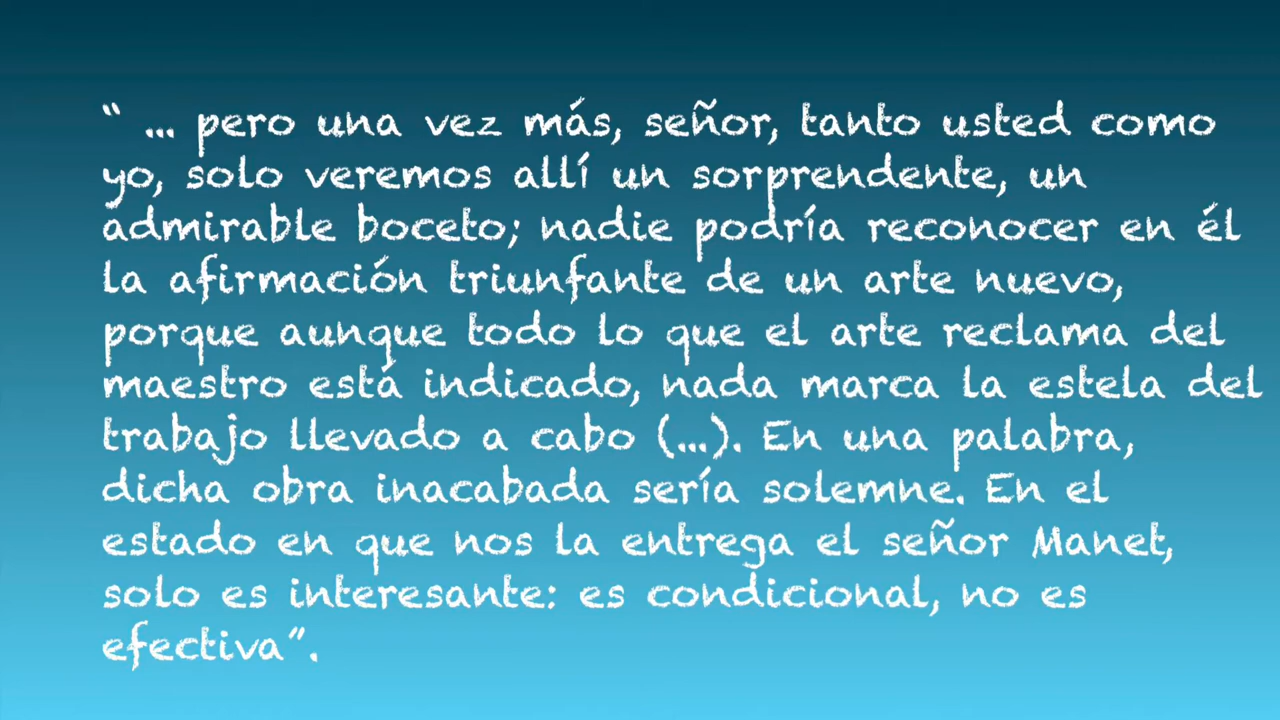 “ ... pero una vez más, señor, tanto usted como
yo, solo veremos allí un sorprendente, un
admirable boceto; nadie podría reconocer en él
la afirmación triunfante de un arte nuevo,
porque aunque todo lo que el arte reclama del
maestro está indicado, nada marca la estela del
trabajo llevado a cabo (...). En una palabra,
dicha obra inacabada sería solemne. En el
estado en que nos la entrega el señor Manet,
solo es interesante: es condicional, no es
efectiva”.